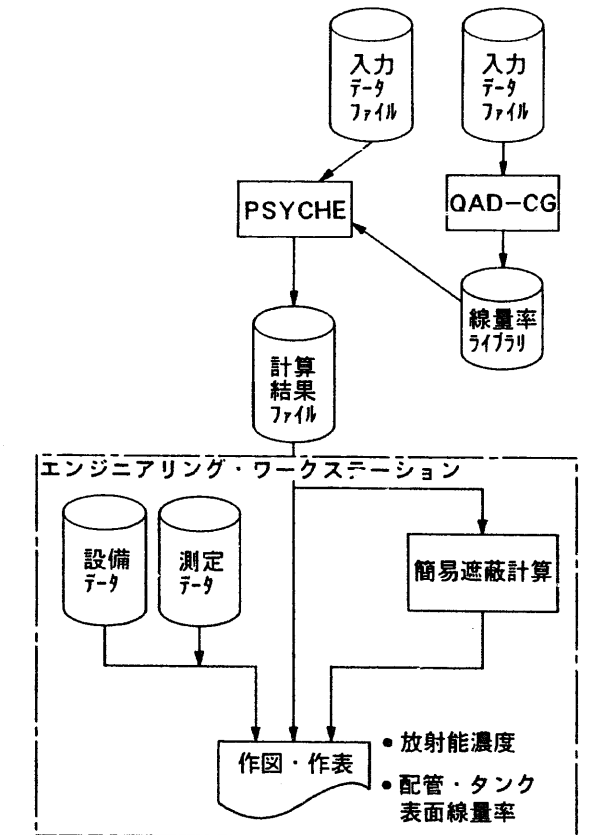 入力
データ
ファイル
入力
データ
ファイル
PSYCHE
QAD-CG
線量率
ライブラリ
計算
結果
ファイル
エンジニアリング・ワークステーション
設備
データ
測定
データ
簡易遮蔽計算
作図・作表
• 放射能濃度
• 配管・タンク
表面線量率